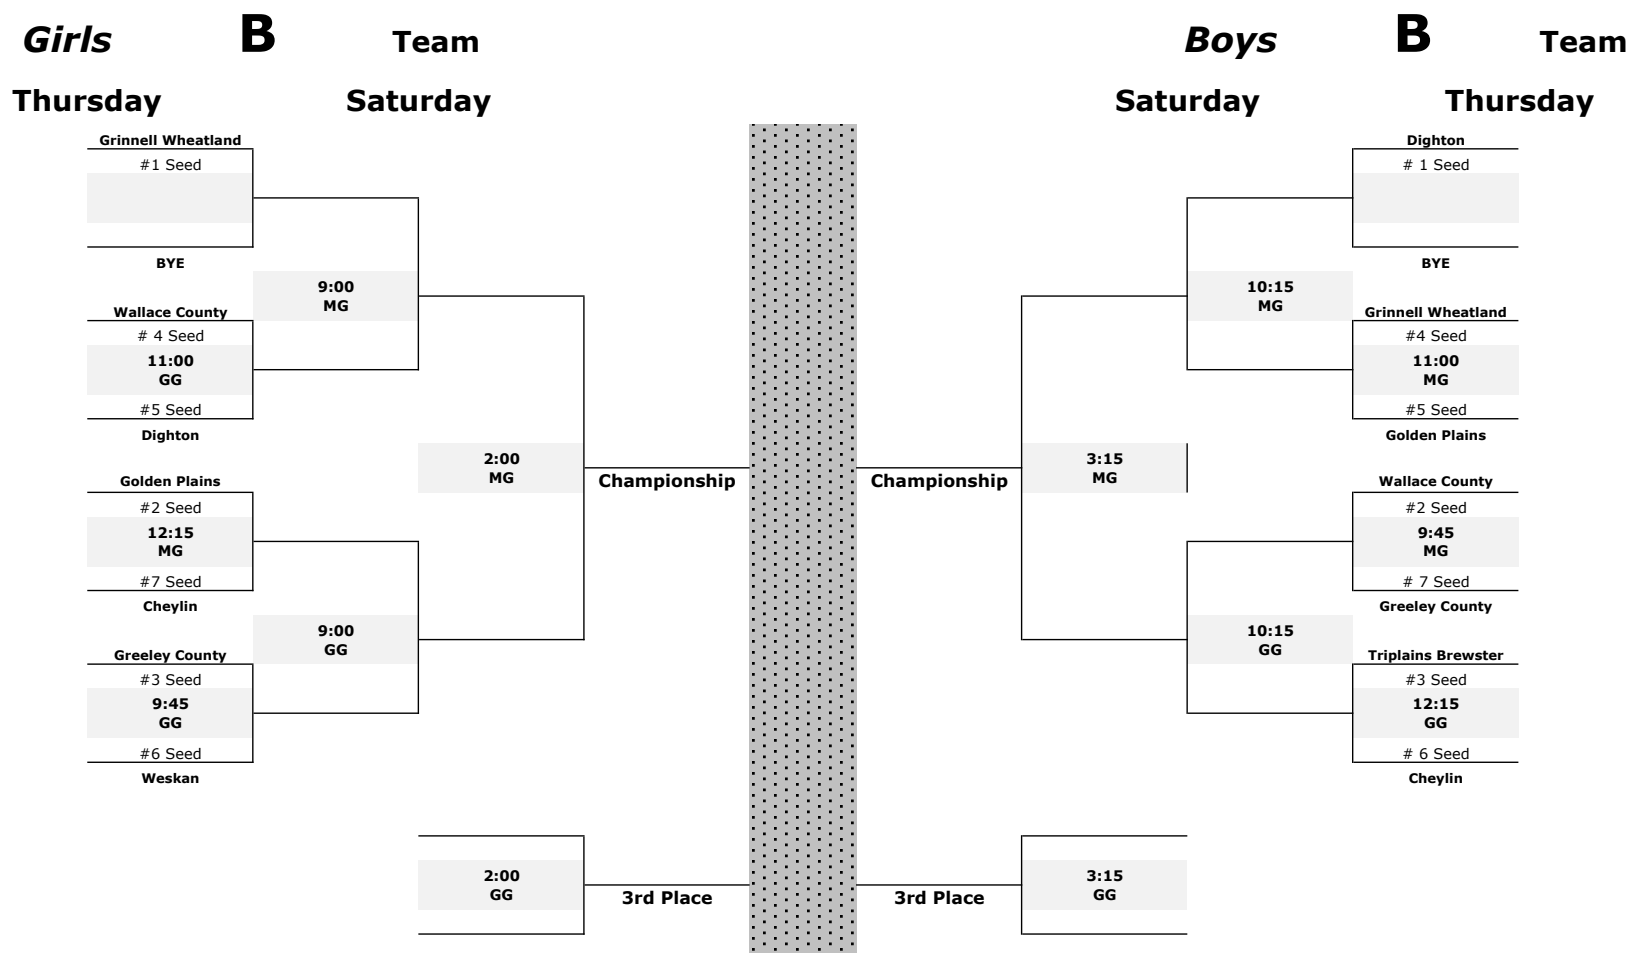 Girls B Team
Boys B Team
Thursday Saturday
Saturday Thursday
Grinnell Wheatland
#1 Seed
BYE
9:00
MG
Wallace County
# 4 Seed
11:00
GG
#5 Seed
Dighton
2:00
MG
Championship
Golden Plains
#2 Seed
12:15
MG
#7 Seed
Cheylin
9:00
GG
Greeley County
#3 Seed
9:45
GG
#6 Seed
Weskan
2:00
GG
3rd Place
Dighton
# 1 Seed
BYE
10:15
MG
Grinnell Wheatland
#4 Seed
11:00
MG
#5 Seed
Golden Plains
Championship
3:15
MG
Wallace County
#2 Seed
9:45
MG
# 7 Seed
Greeley County
10:15
GG
Triplains Brewster
#3 Seed
12:15
GG
# 6 Seed
Cheylin
3rd Place
3:15
GG